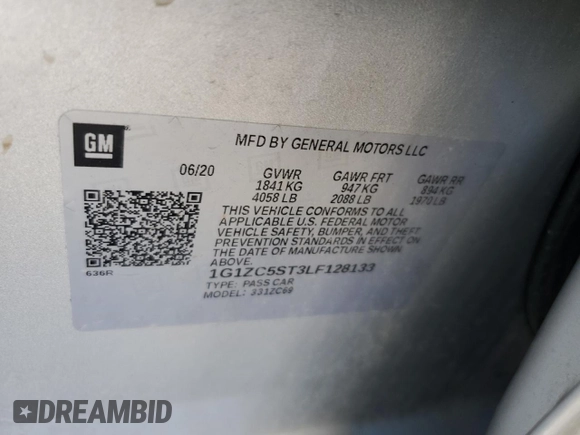 GM
MFD BY GENERAL MOTORS LLC
06/20 GVWR GAWR FRT GAWR RR
1841 KG 947 KG 894 KG
4058 LB 2088 LB 1970 LB
THIS VEHICLE CONFORMS TO ALL
APPLICABLE U.S. FEDERAL MOTOR
VEHICLE SAFETY, BUMPER, AND THEFT
PREVENTION STANDARDS IN EFFECT ON
THE DATE OF MANUFACTURE SHOWN
ABOVE.
636R
1G1ZC5ST3LF128133
TYPE: PASS CAR
MODEL: 331ZC69
DREAMBID